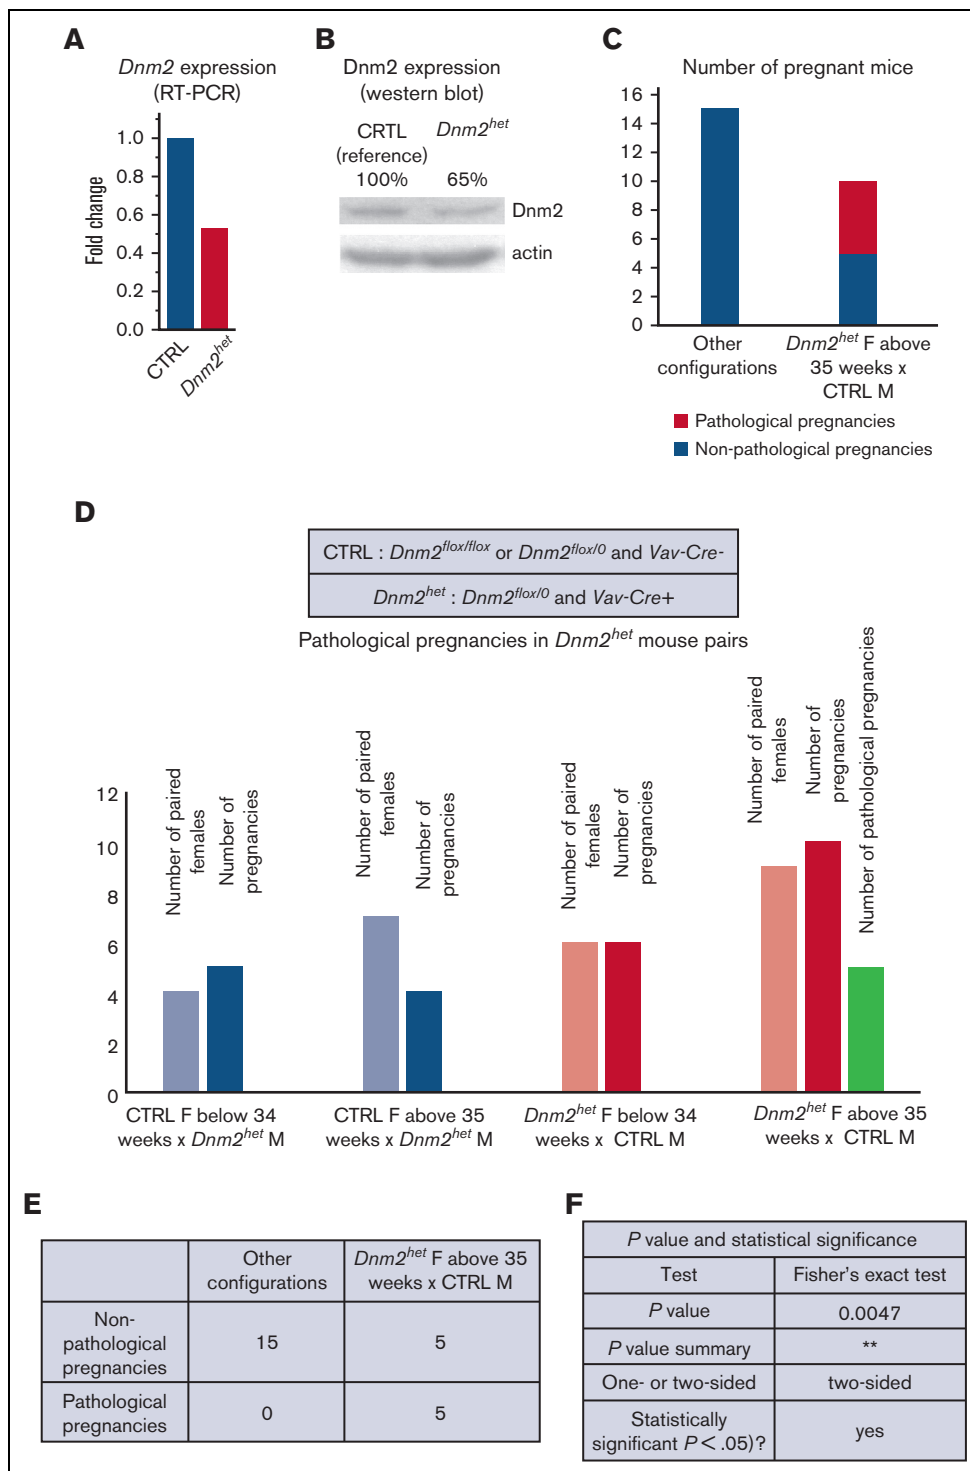 A
Dnm2 expression
(RT-PCR)
Fold change
1.0
0.8
0.6
0.4
0.2
0.0
CTRL
Dnm2het
B
Dnm2 expression
(western blot)
CRTL
(reference)
Dnm2het
100%
65%
Dnm2
actin
C
Number of pregnant mice
16
14
12
10
8
6
4
2
0
Other
configurations
Dnm2het F above
35 weeks x
CTRL M
Pathological pregnancies
Non-pathological pregnancies
D
CTRL : Dnm2flox/flox or Dnm2flox/0 and Vav-Cre-
Dnm2het : Dnm2flox/0 and Vav-Cre+
Pathological pregnancies in Dnm2het mouse pairs
12
10
8
6
4
2
0
Number of paired
females
Number of
pregnancies
Number of paired
females
Number of
pregnancies
Number of paired
females
Number of
pregnancies
Number of paired
females
Number of
pregnancies
Number of pathological pregnancies
CTRL F below 34
weeks x Dnm2het M
CTRL F above 35
weeks x Dnm2het M
Dnm2het F below 34
weeks x CTRL M
Dnm2het F above 35
weeks x CTRL M
E
Other
configurations
Dnm2het F above 35
weeks x CTRL M
Non-
pathological
pregnancies
15
5
Pathological
pregnancies
0
5
F
P value and statistical significance
Test
Fisher's exact test
P value
0.0047
P value summary
**
One- or two-sided
two-sided
Statistically
significant P < .05)?
yes